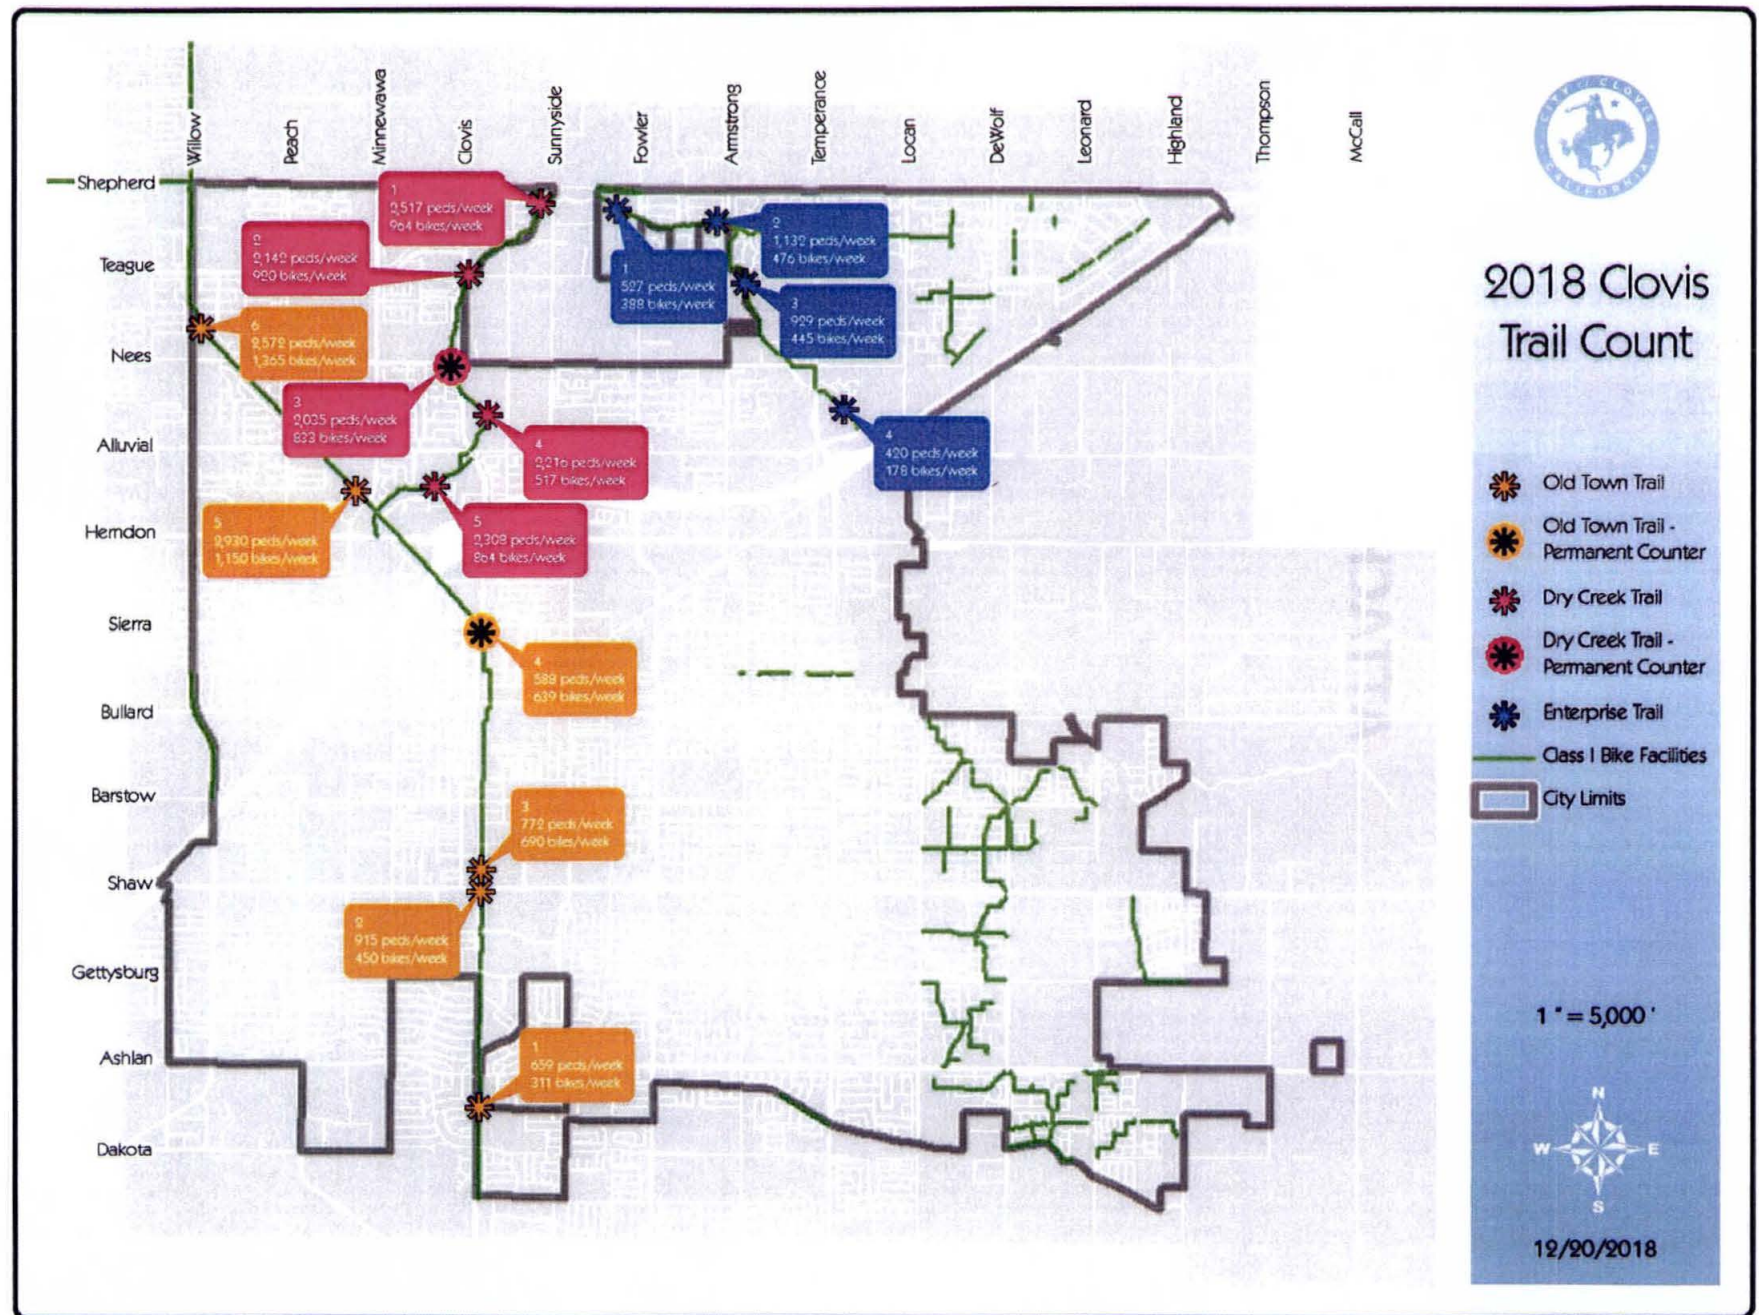 Willow
Peach
Minnewawa
Clovis
Sunnyside
Fowler
Armstrong
Temperance
Locan
DeWolf
Leonard
Highland
Thompson
McCall
Shepherd
Teague
Nees
Alluvial
Herndon
Sierra
Bullard
Barstow
Shaw
Gettysburg
Ashlan
Dakota
1
2,517 peds/week
964 bikes/week
2
2,142 peds/week
920 bikes/week
6
2,572 peds/week
1,365 bikes/week
3
2,035 peds/week
833 bikes/week
4
2,216 peds/week
517 bikes/week
5
2,930 peds/week
1,150 bikes/week
5
2,308 peds/week
864 bikes/week
1
527 peds/week
388 bikes/week
2
1,132 peds/week
476 bikes/week
3
929 peds/week
445 bikes/week
4
420 peds/week
178 bikes/week
4
588 peds/week
639 bikes/week
3
772 peds/week
690 bikes/week
2
915 peds/week
450 bikes/week
1
659 peds/week
311 bikes/week
CITY OF CLOVIS
CALIFORNIA
2018 Clovis
Trail Count
Old Town Trail
Old Town Trail -
Permanent Counter
Dry Creek Trail
Dry Creek Trail -
Permanent Counter
Enterprise Trail
Class I Bike Facilities
City Limits
1 " = 5,000 '
N
W
E
S
12/20/2018